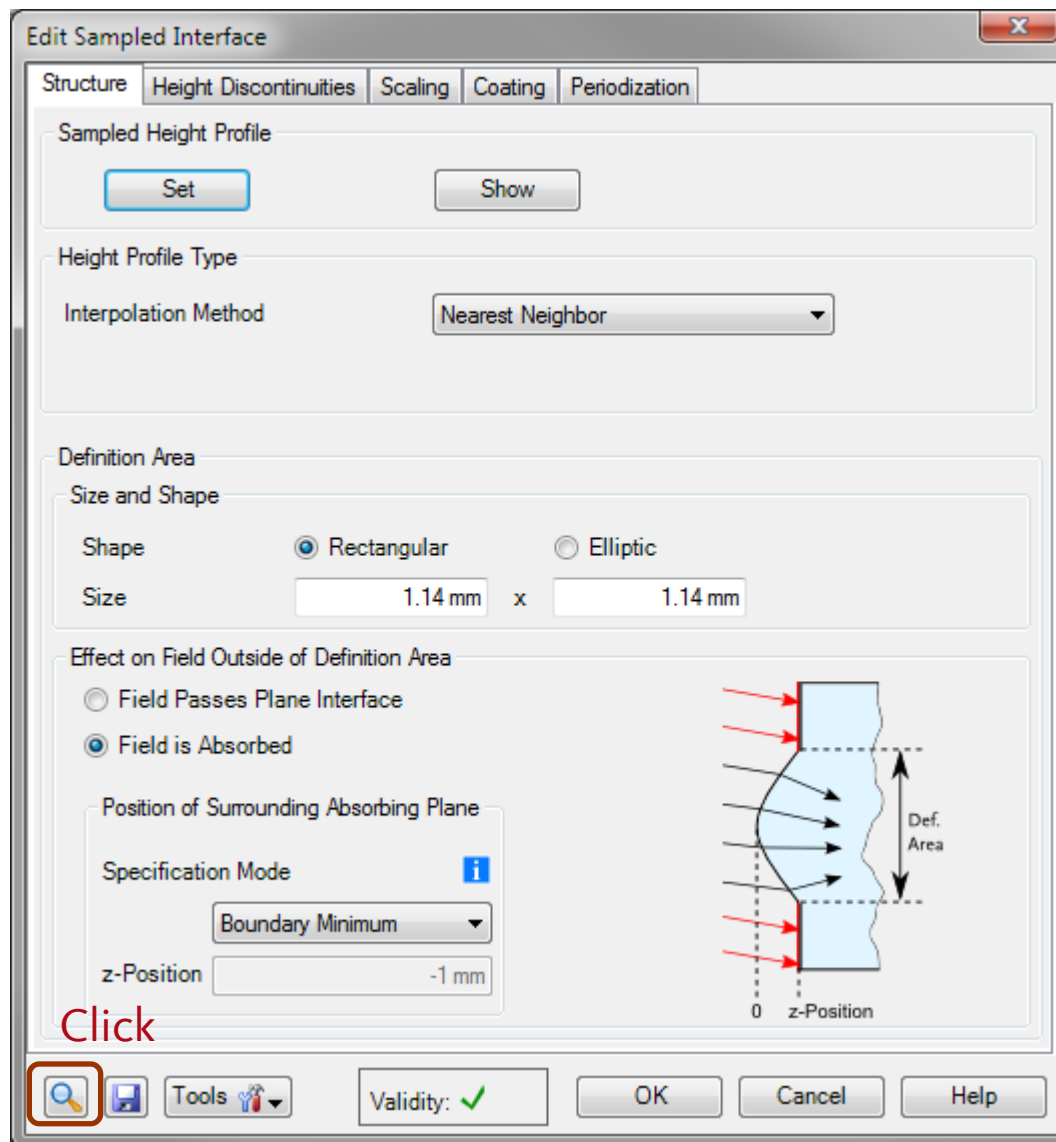 Edit Sampled Interface
Structure Height Discontinuities Scaling Coating Periodization
Sampled Height Profile
Set Show
Height Profile Type
Interpolation Method Nearest Neighbor
Definition Area
Size and Shape
Shape Rectangular Elliptic
Size 1.14 mm x 1.14 mm
Effect on Field Outside of Definition Area
Field Passes Plane Interface
Field is Absorbed
Position of Surrounding Absorbing Plane
Specification Mode i
Boundary Minimum
z-Position -1 mm
Def.
Area
0 z-Position
Click
Tools Validity: OK Cancel Help